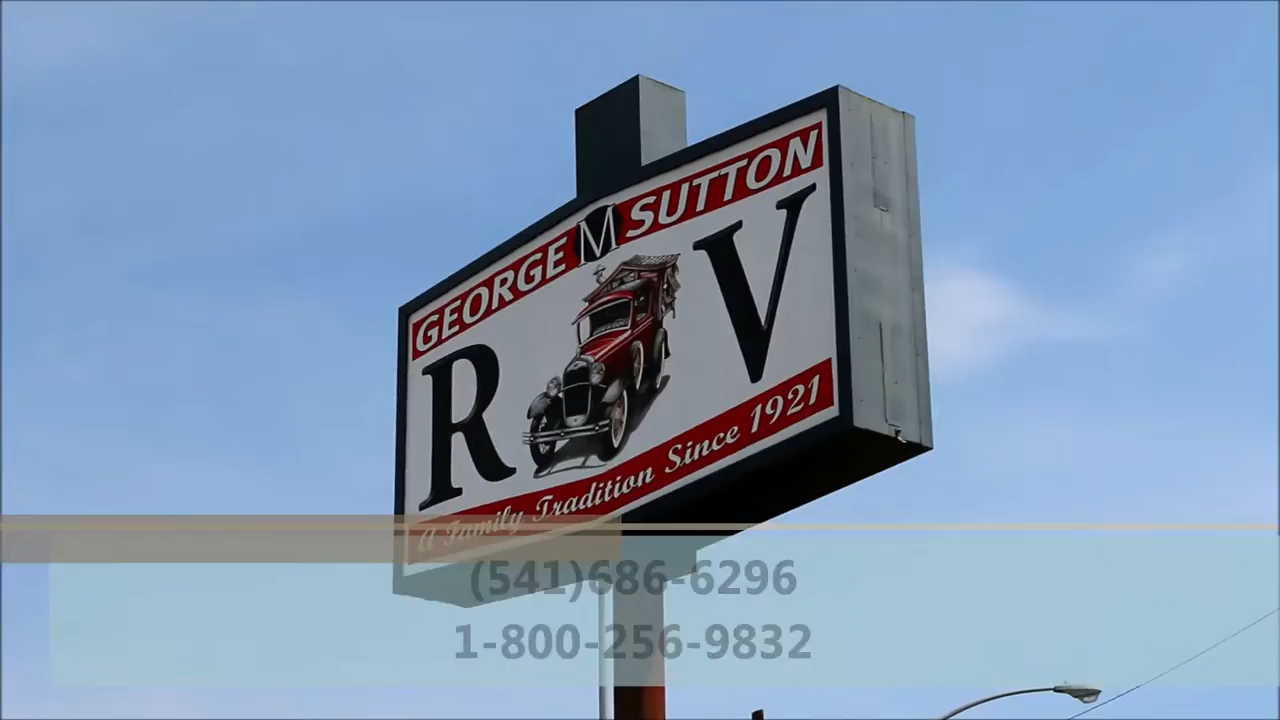 GEORGE M SUTTON
R V
A Family Tradition Since 1921
(541)686-6296
1-800-256-9832